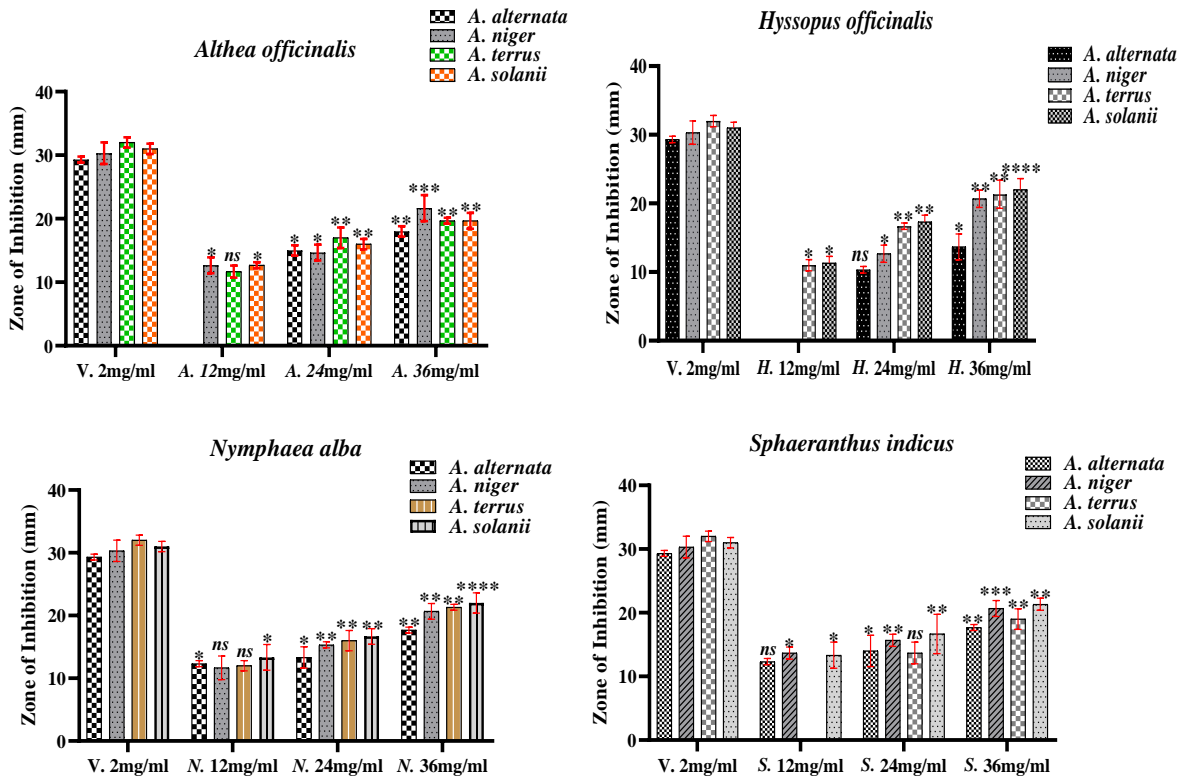 Althea officinalis
A. alternata
A. niger
A. terrus
A. solanii
Zone of Inhibition (mm)
40
30
20
10
0
* ns *
* * ** **
** *** ** **
V. 2mg/ml A. 12mg/ml A. 24mg/ml A. 36mg/ml
Hyssopus officinalis
A. alternata
A. niger
A. terrus
A. solanii
Zone of Inhibition (mm)
40
30
20
10
0
* *
ns * ** **
* ** ** ****
V. 2mg/ml H. 12mg/ml H. 24mg/ml H. 36mg/ml
Nymphaea alba
A. alternata
A. niger
A. terrus
A. solanii
Zone of Inhibition (mm)
40
30
20
10
0
* ns ns *
* ** ** **
** ** ** ****
V. 2mg/ml N. 12mg/ml N. 24mg/ml N. 36mg/ml
Sphaeranthus indicus
A. alternata
A. niger
A. terrus
A. solanii
Zone of Inhibition (mm)
40
30
20
10
0
ns * *
* ** ns **
** *** ** **
V. 2mg/ml S. 12mg/ml S. 24mg/ml S. 36mg/ml